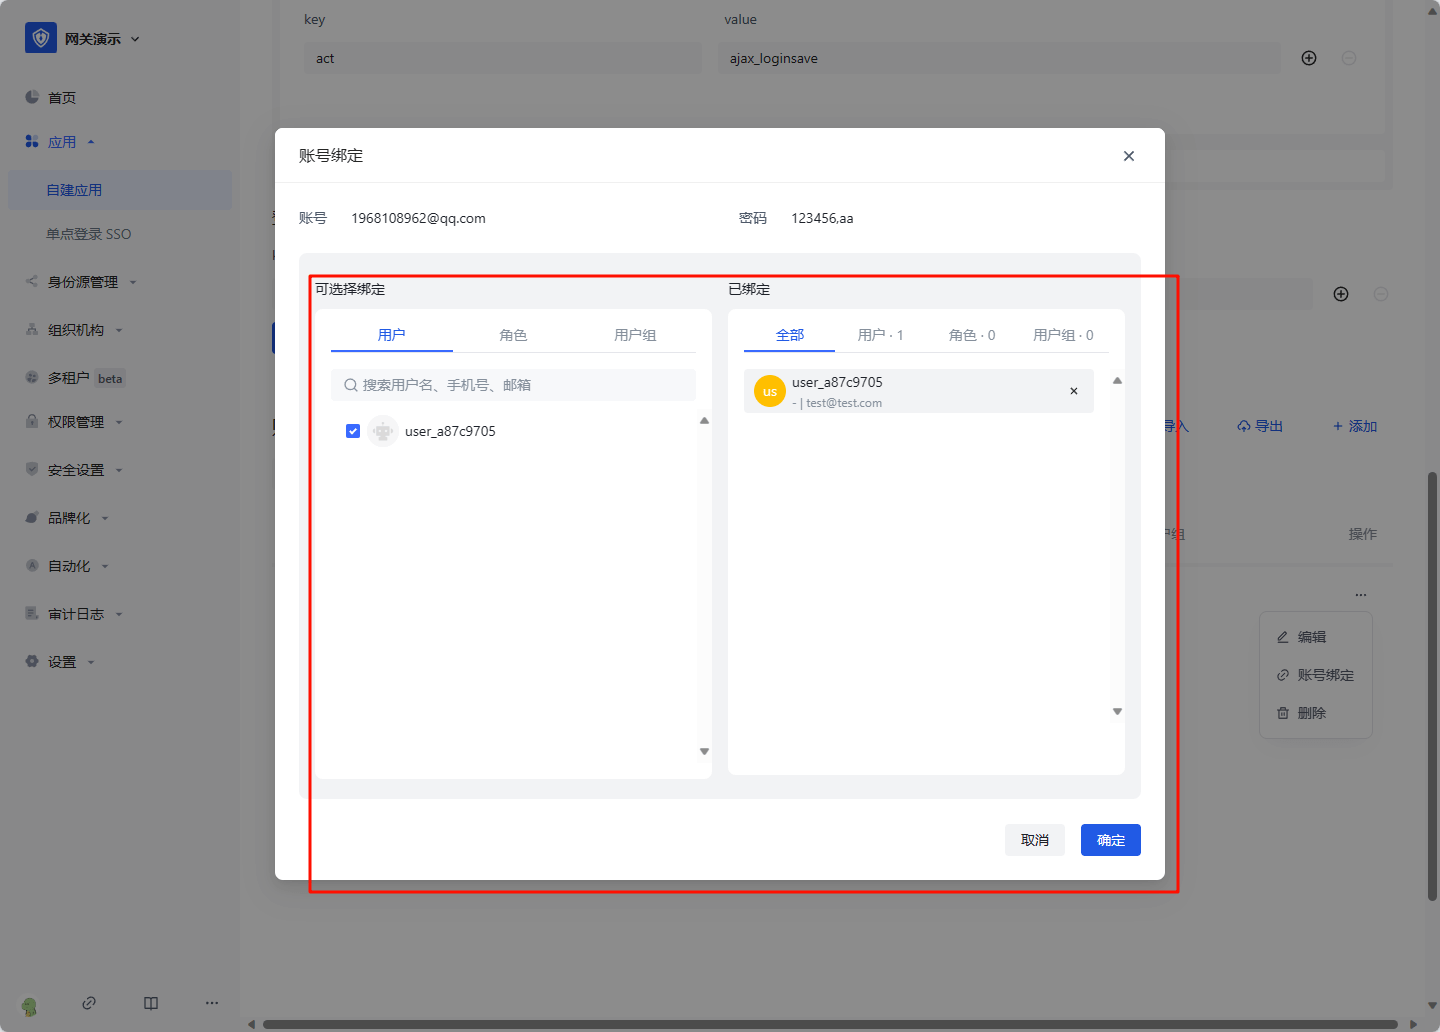 网关演示
首页
应用
自建应用
单点登录 SSO
身份源管理
组织机构
多租户 beta
权限管理
安全设置
品牌化
自动化
审计日志
设置
key
value
act
ajax_loginsave
账号绑定
账号
1968108962@qq.com
密码
123456,aa
可选择绑定
用户
角色
用户组
搜索用户名、手机号、邮箱
user_a87c9705
已绑定
全部
用户 · 1
角色 · 0
用户组 · 0
us
user_a87c9705
- | test@test.com
取消
确定
导入
导出
+ 添加
户组
操作
编辑
账号绑定
删除